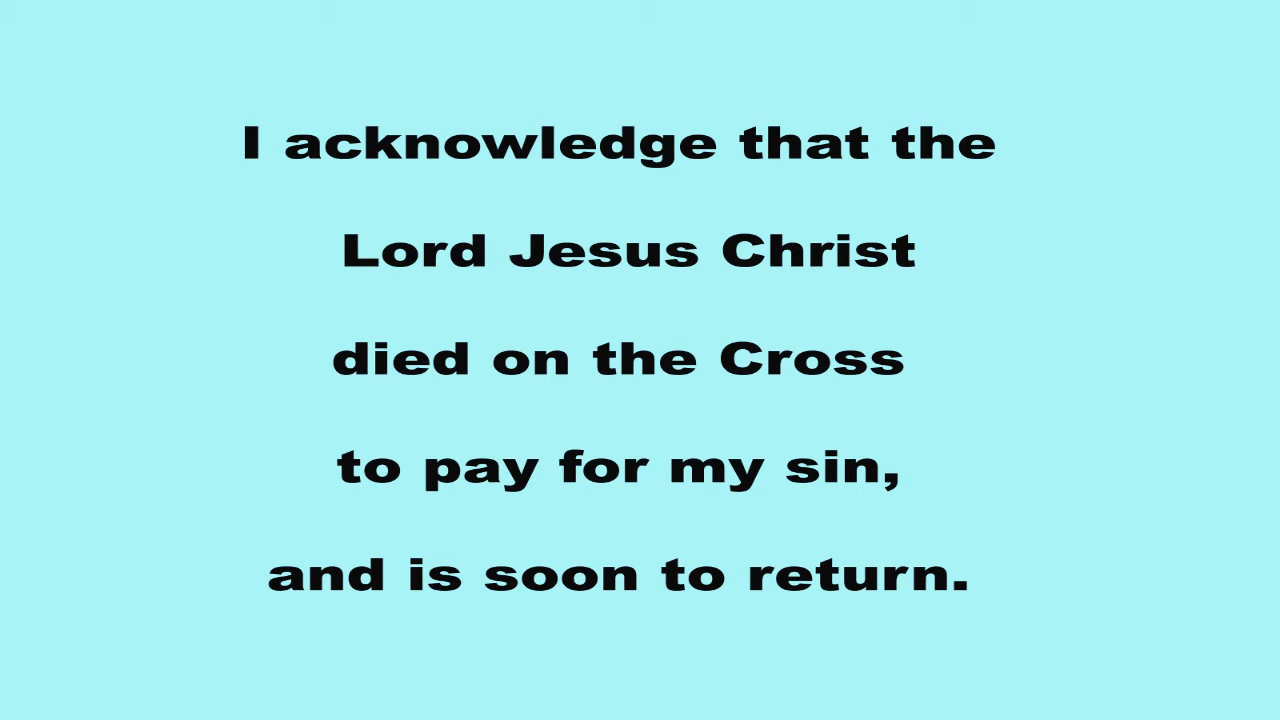 I acknowledge that the
Lord Jesus Christ
died on the Cross
to pay for my sin,
and is soon to return.